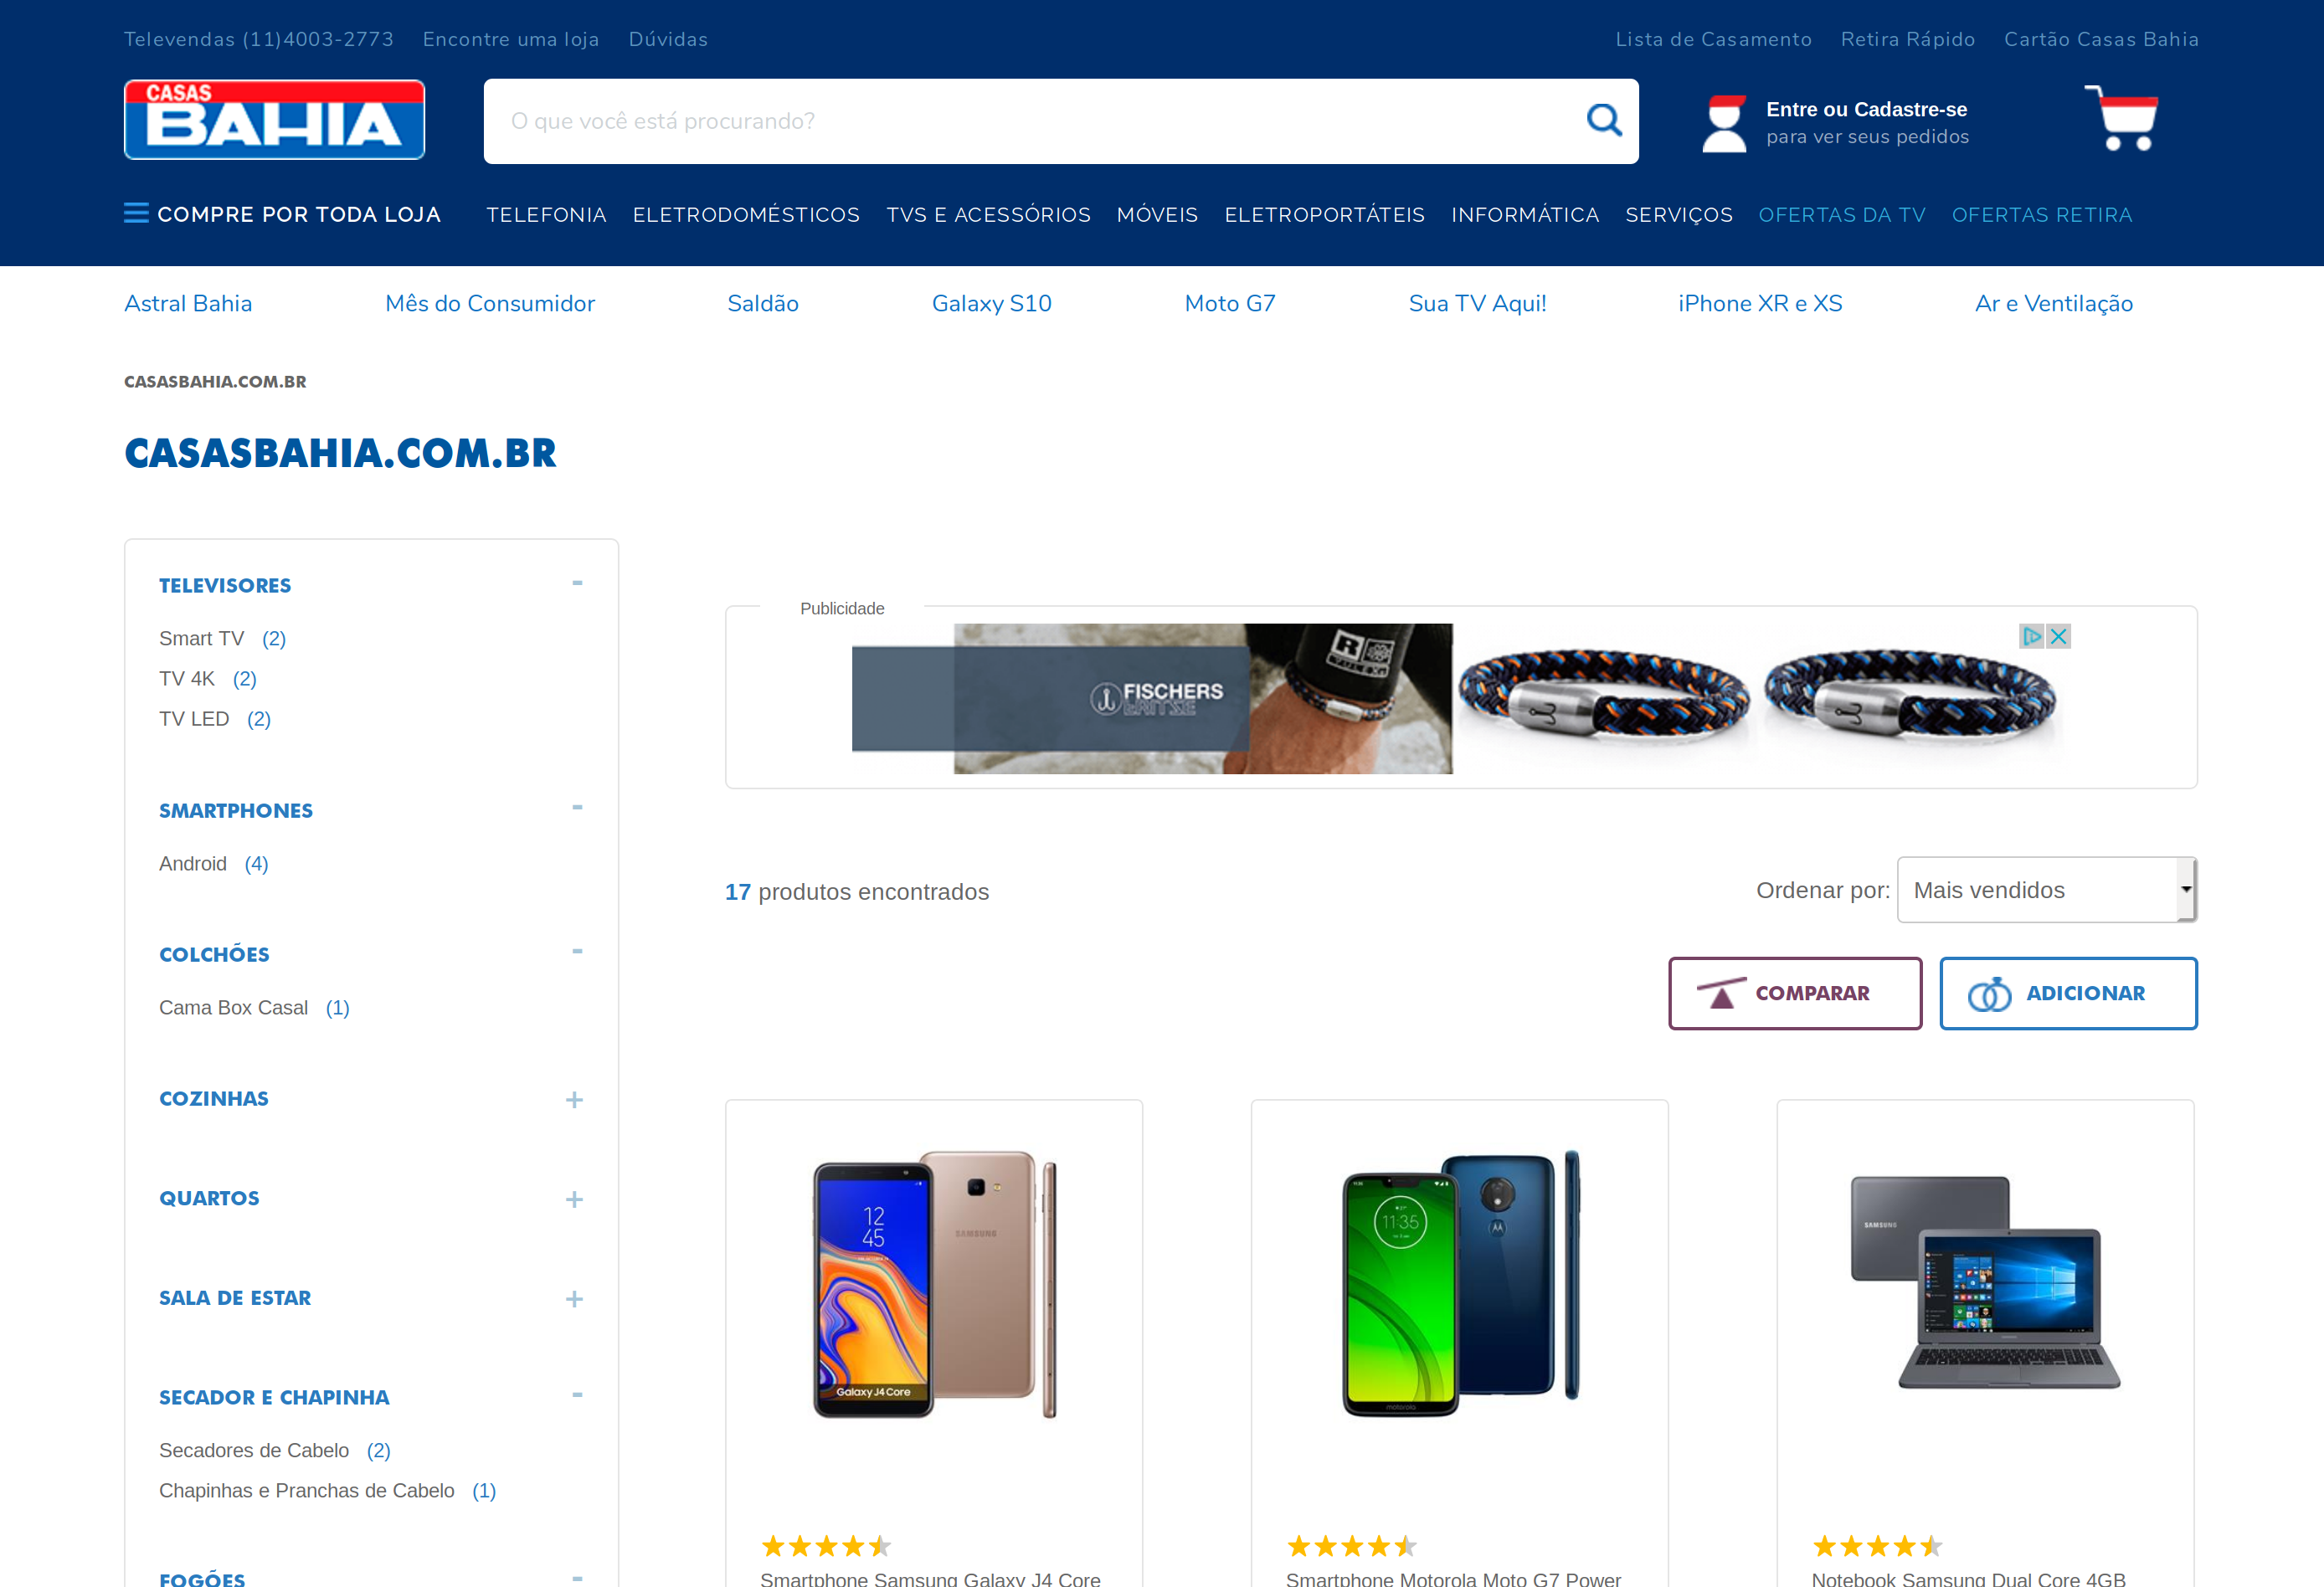 Televendas (11)4003-2773 Encontre uma loja Dúvidas Lista de Casamento Retira Rápido Cartão Casas Bahia
CASAS
BAHIA
O que você está procurando?
Entre ou Cadastre-se
para ver seus pedidos
COMPRE POR TODA LOJA TELEFONIA ELETRODOMÉSTICOS TVS E ACESSÓRIOS MÓVEIS ELETROPORTÁTEIS INFORMÁTICA SERVIÇOS OFERTAS DA TV OFERTAS RETIRA
Astral Bahia Mês do Consumidor Saldão Galaxy S10 Moto G7 Sua TV Aqui! iPhone XR e XS Ar e Ventilação
CASASBAHIA.COM.BR
CASASBAHIA.COM.BR
TELEVISORES -
Smart TV (2)
TV 4K (2)
TV LED (2)
SMARTPHONES -
Android (4)
COLCHÕES -
Cama Box Casal (1)
COZINHAS +
QUARTOS +
SALA DE ESTAR +
SECADOR E CHAPINHA -
Secadores de Cabelo (2)
Chapinhas e Pranchas de Cabelo (1)
FOGÕES -
Publicidade
FISCHERS
17 produtos encontrados
Ordenar por: Mais vendidos
COMPARAR ADICIONAR
12
45
SAMSUNG
Galaxy J4 Core
11:35
motorola
SAMSUNG
Smartphone Samsung Galaxy J4 Core
Smartphone Motorola Moto G7 Power
Notebook Samsung Dual Core 4GB